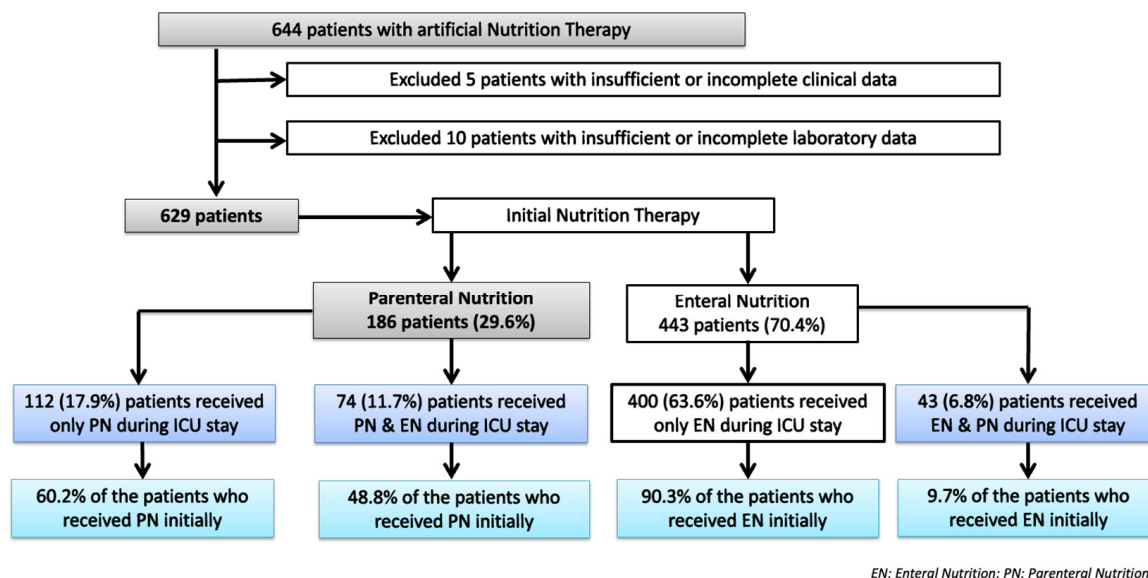 644 patients with artificial Nutrition Therapy
Excluded 5 patients with insufficient or incomplete clinical data
Excluded 10 patients with insufficient or incomplete laboratory data
629 patients
Initial Nutrition Therapy
Parenteral Nutrition
186 patients (29.6%)
Enteral Nutrition
443 patients (70.4%)
112 (17.9%) patients received
only PN during ICU stay
74 (11.7%) patients received
PN & EN during ICU stay
400 (63.6%) patients received
only EN during ICU stay
43 (6.8%) patients received
EN & PN during ICU stay
60.2% of the patients who
received PN initially
48.8% of the patients who
received PN initially
90.3% of the patients who
received EN initially
9.7% of the patients who
received EN initially
EN: Enteral Nutrition; PN: Parenteral Nutrition